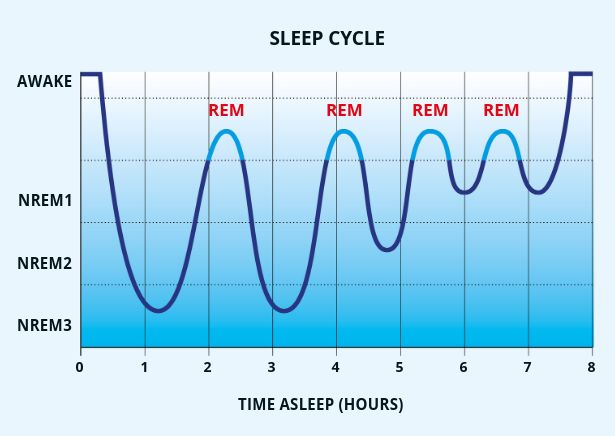 SLEEP CYCLE
AWAKE
REM REM REM REM
NREM1
NREM2
NREM3
0 1 2 3 4 5 6 7 8
TIME ASLEEP (HOURS)